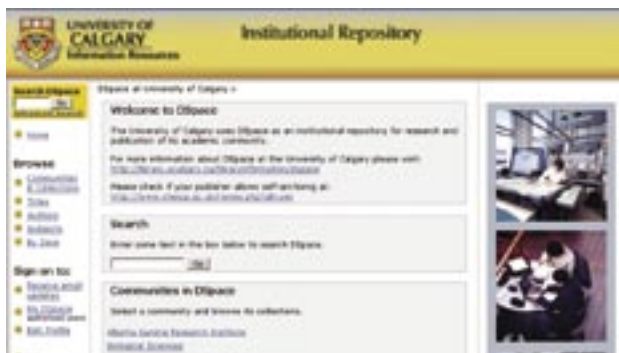 UNIVERSITY OF
CALGARY
Information Resources
Institutional Repository
Search DSpace
Go
DSpace at University of Calgary >
Home
Browse
Communities
& Collections
Titles
Authors
Subjects
By Date
Sign on to:
Receive email
updates
My DSpace
authorized users
Edit Profile
Welcome to DSpace
The University of Calgary uses DSpace as an institutional repository for research and
publication of its academic community.
For more information about DSpace at the University of Calgary please visit:
Please check if your publisher allows self-archiving at:
Search
Enter some text in the box below to search DSpace.
Go
Communities in DSpace
Select a community and browse its collections.
Research Institute
Biological Sciences